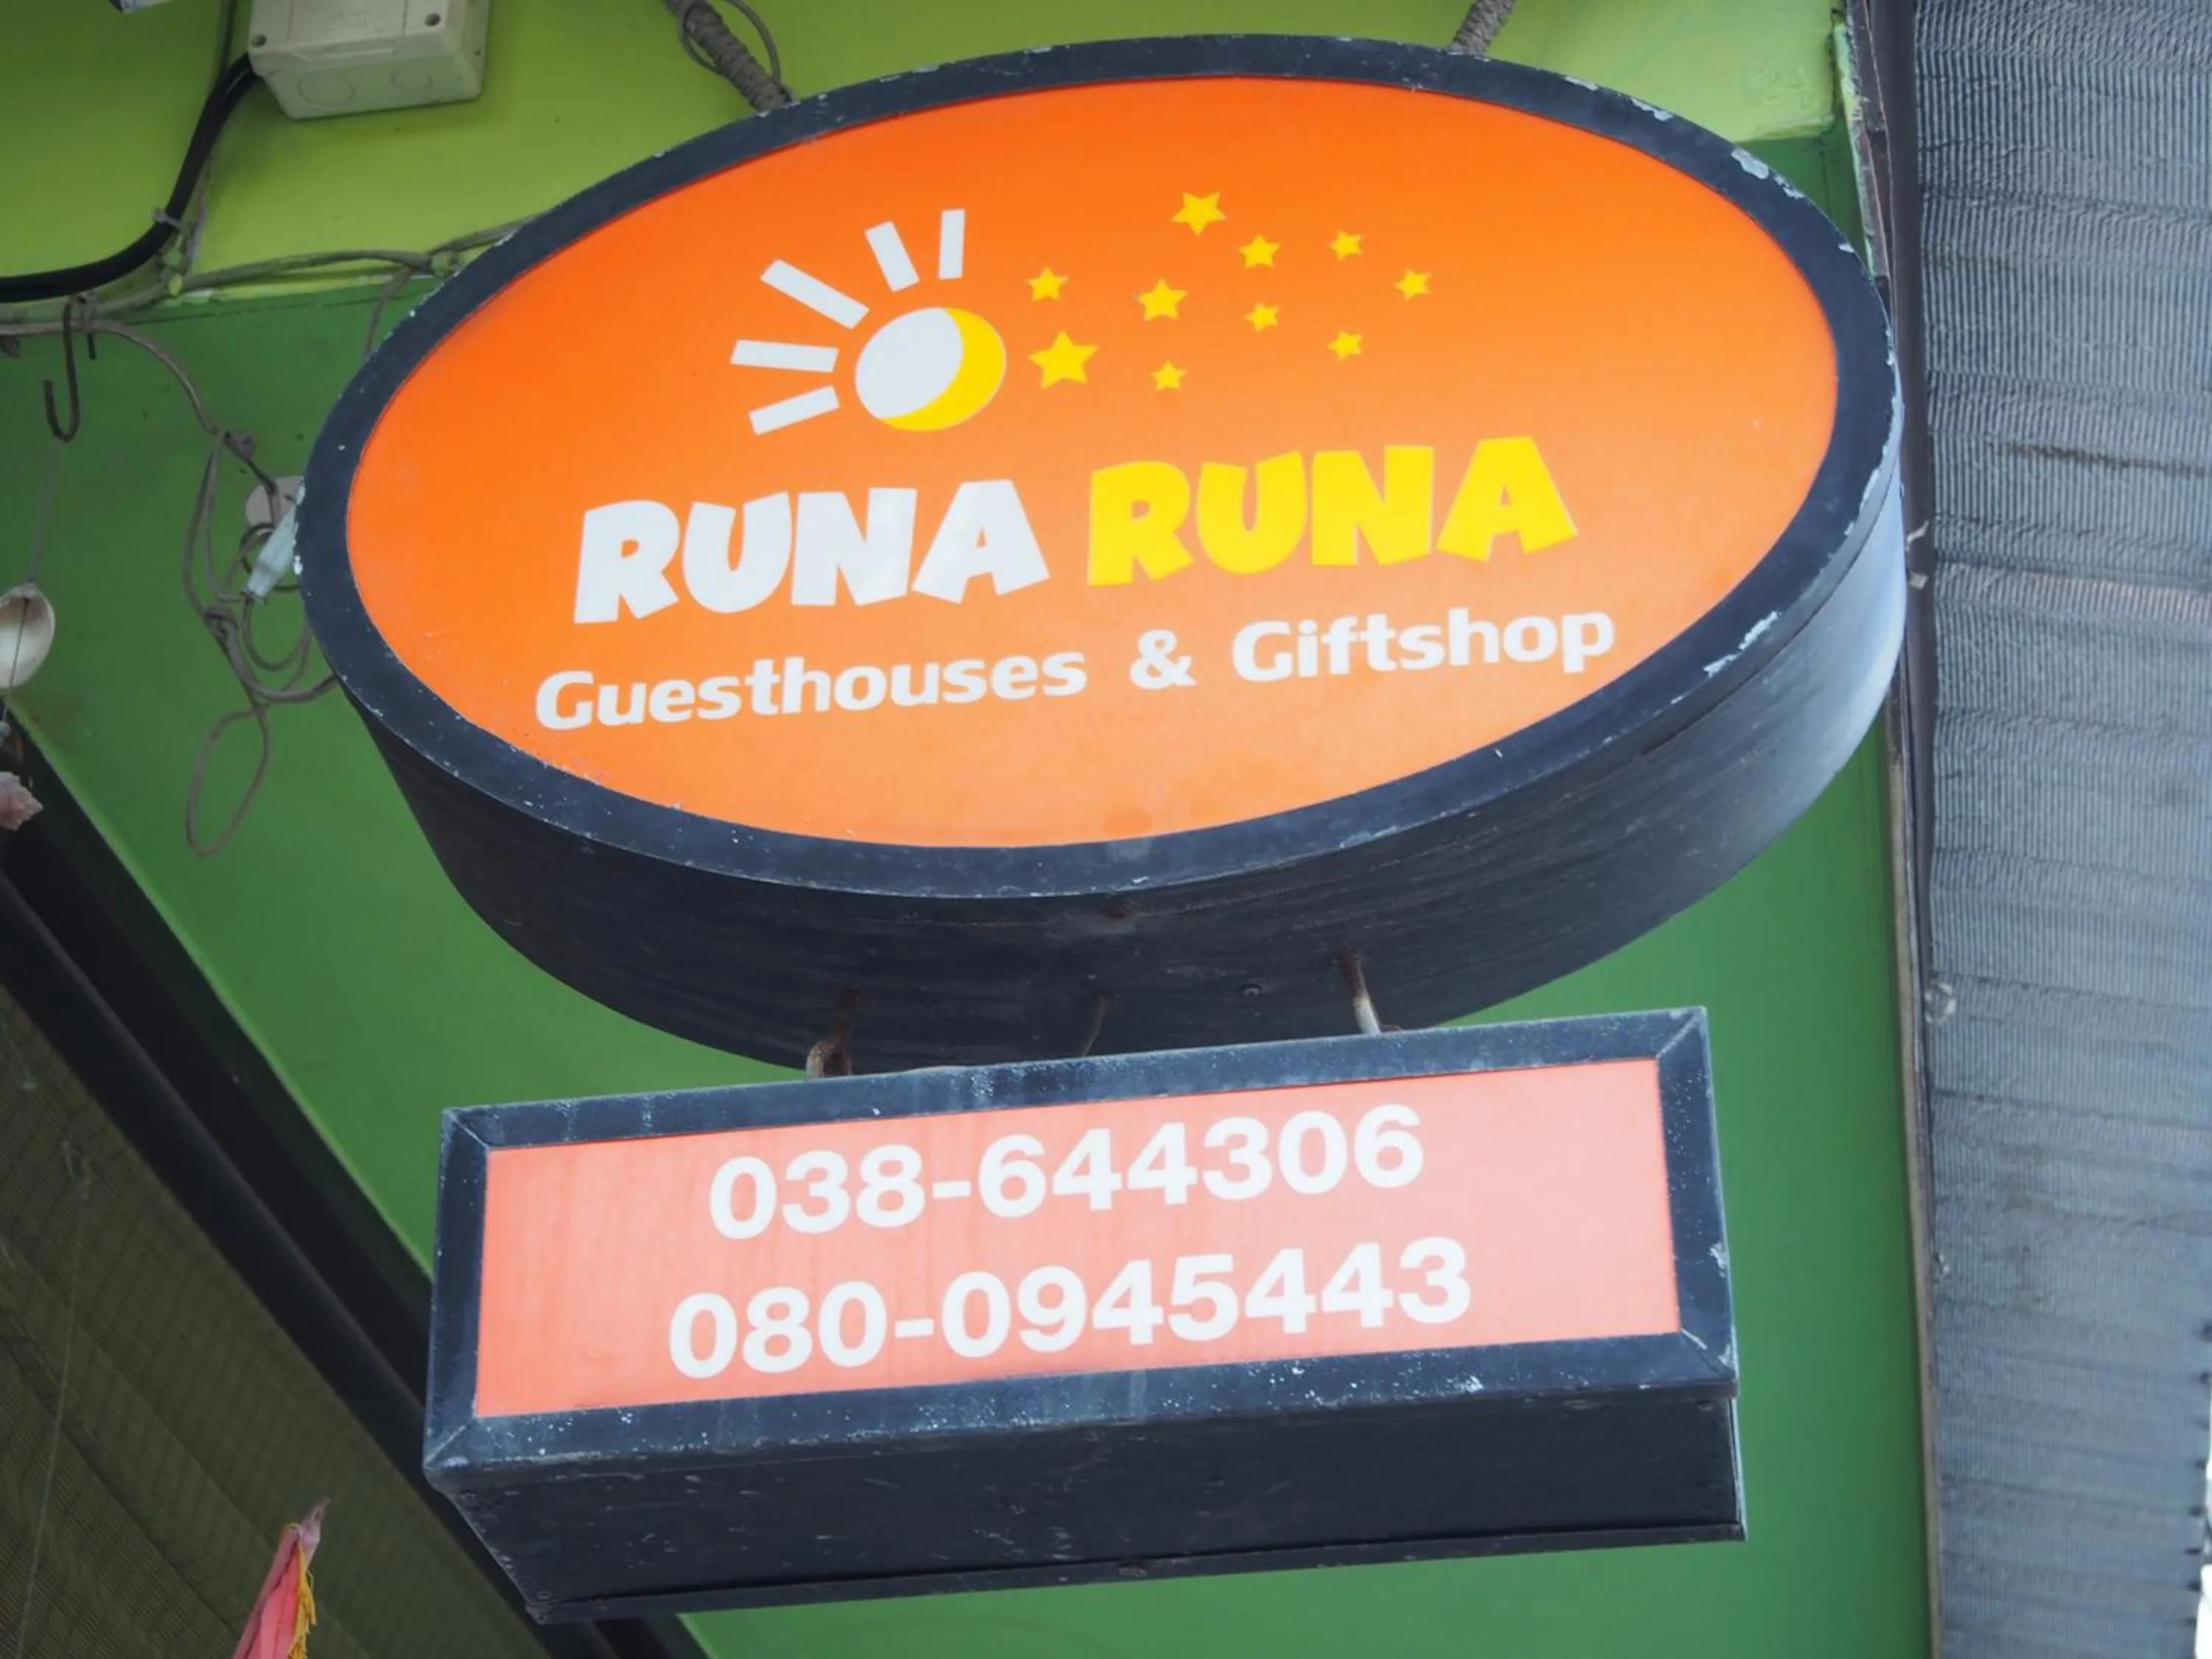 RUNA RUNA
Guesthouses & Giftshop
038-644306
080-0945443